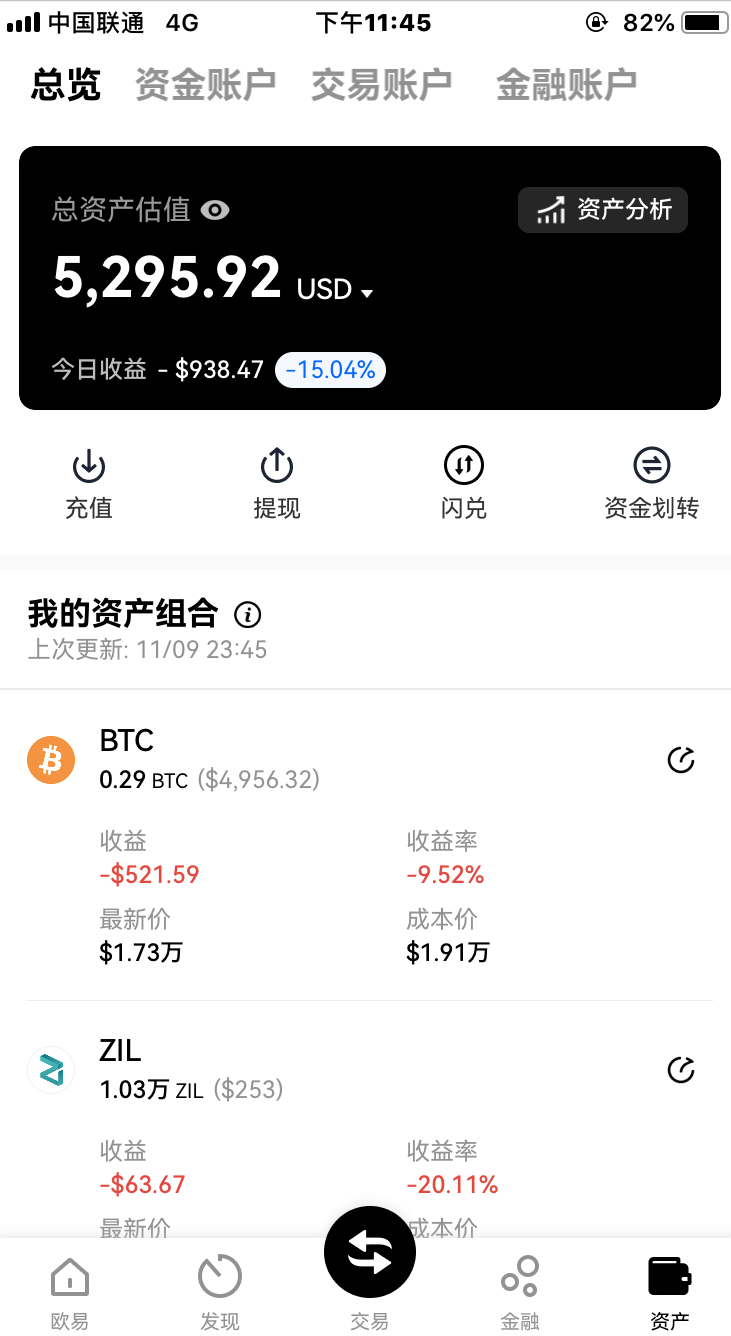 中国联通 4G 下午11:45 82%
总览 资金账户 交易账户 金融账户
总资产估值 资产分析
5,295.92 USD
今日收益 - $938.47 -15.04%
充值 提现 闪兑 资金划转
我的资产组合
上次更新: 11/09 23:45
BTC
0.29 BTC ($4,956.32)
收益 收益率
-$521.59 -9.52%
最新价 成本价
$1.73万 $1.91万
ZIL
1.03万 ZIL ($253)
收益 收益率
-$63.67 -20.11%
最新价 成本价
欧易 发现 交易 金融 资产